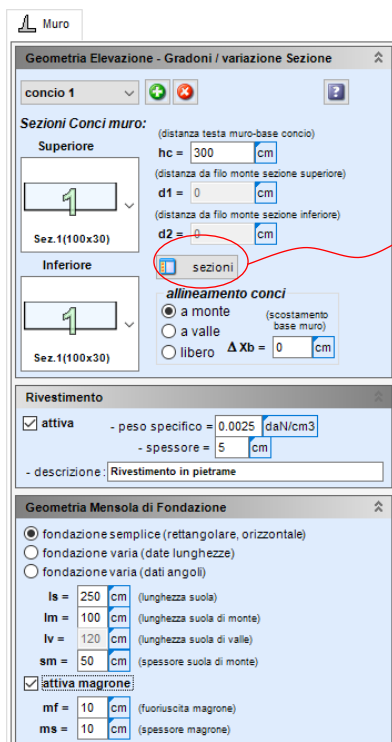 Muro
Geometria Elevazione - Gradoni / variazione Sezione
concio 1
Sezioni Conci muro:
(distanza testa muro-base concio)
Superiore
hc = 300 cm
(distanza da filo monte sezione superiore)
1
d1 = 0 cm
(distanza da filo monte sezione inferiore)
Sez.1(100x30)
d2 = 0 cm
Inferiore
sezioni
allineamento conci
1
a monte
(scostamento
base muro)
a valle
Δ Xb = 0 cm
libero
Sez.1(100x30)
Rivestimento
attiva
- peso specifico = 0.0025 daN/cm3
- spessore = 5 cm
- descrizione: Rivestimento in pietrame
Geometria Mensola di Fondazione
fondazione semplice (rettangolare, orizzontale)
fondazione varia (date lunghezze)
fondazione varia (dati angoli)
ls = 250 cm (lunghezza suola)
lm = 100 cm (lunghezza suola di monte)
lv = 120 cm (lunghezza suola di valle)
sm = 50 cm (spessore suola di monte)
attiva magrone
mf = 10 cm (fuoriuscita magrone)
ms = 10 cm (spessore magrone)